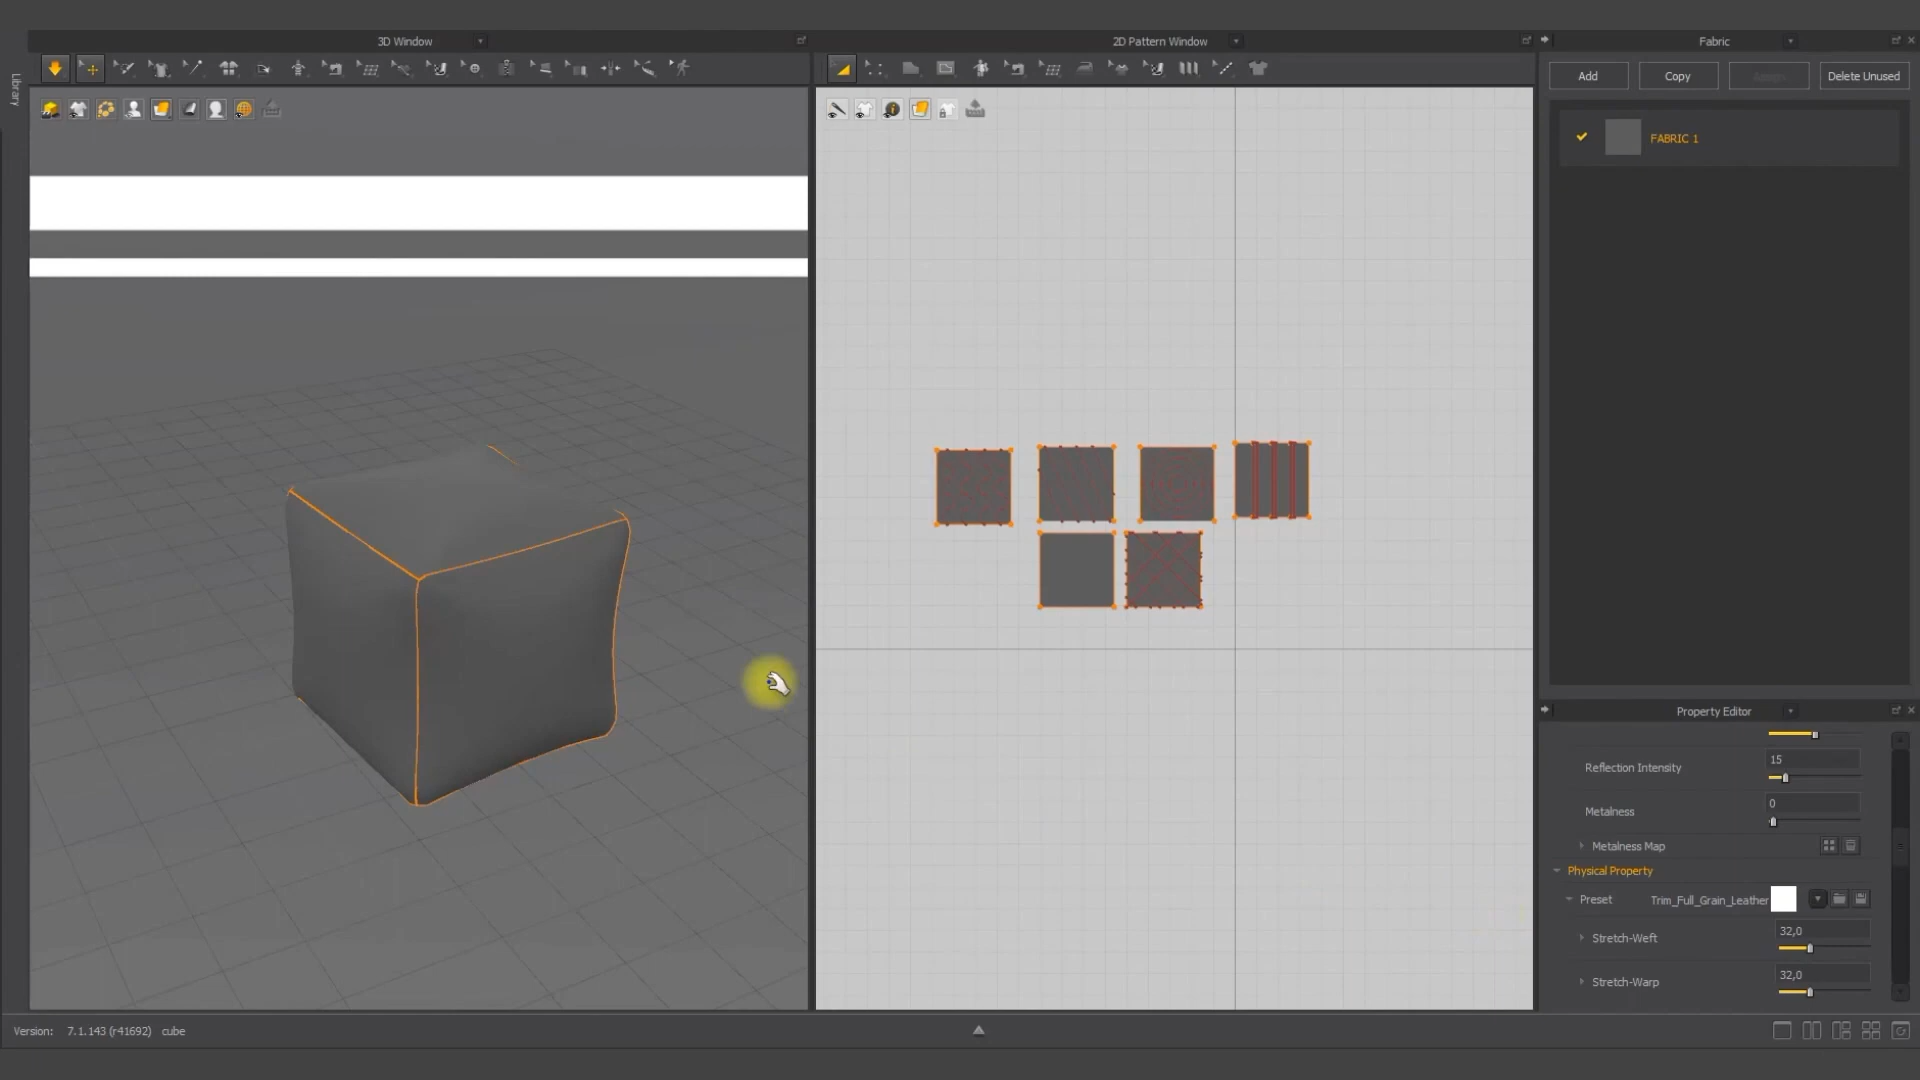 3D Window
2D Pattern Window
Fabric
Library
Add
Copy
Assign
Delete Unused
FABRIC 1
Property Editor
Reflection Intensity
15
Metalness
0
Metalness Map
Physical Property
Preset
Trim_Full_Grain_Leather
Stretch-Weft
32,0
Stretch-Warp
32,0
Version: 7.1.143 (r41692) cube